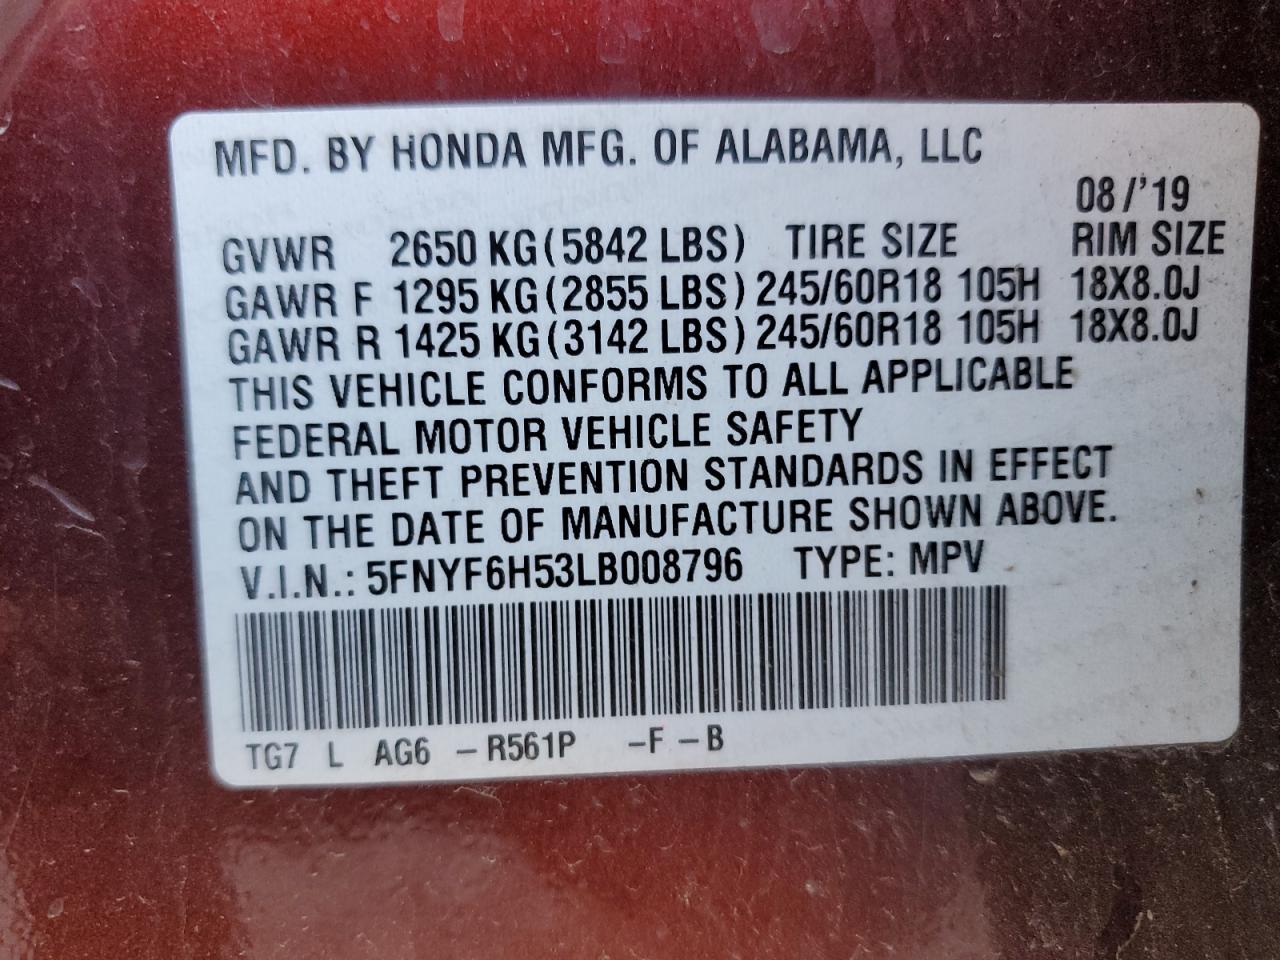 MFD. BY HONDA MFG. OF ALABAMA, LLC
08/'19
GVWR 2650 KG(5842 LBS) TIRE SIZE RIM SIZE
GAWR F 1295 KG(2855 LBS) 245/60R18 105H 18X8.0J
GAWR R 1425 KG(3142 LBS) 245/60R18 105H 18X8.0J
THIS VEHICLE CONFORMS TO ALL APPLICABLE
FEDERAL MOTOR VEHICLE SAFETY
AND THEFT PREVENTION STANDARDS IN EFFECT
ON THE DATE OF MANUFACTURE SHOWN ABOVE.
V.I.N.: 5FNYF6H53LB008796 TYPE: MPV
TG7 L AG6 -R561P -F-B